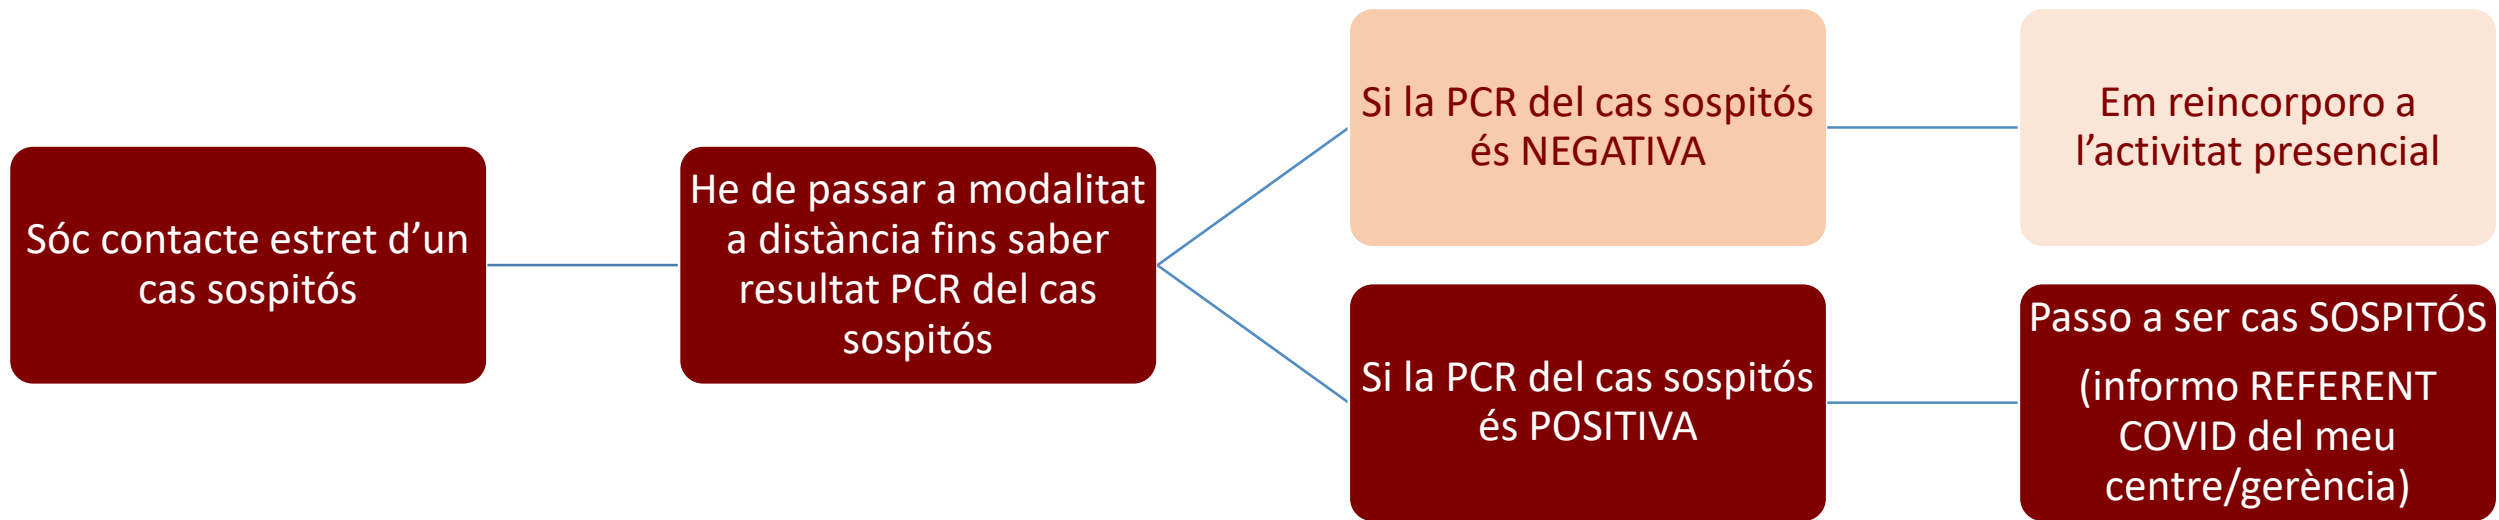 Sóc contacte estret d’un
cas sospitós
He de passar a modalitat
a distància fins saber
resultat PCR del cas
sospitós
Si la PCR del cas sospitós
és NEGATIVA
Em reincorporo a
l’activitat presencial
Si la PCR del cas sospitós
és POSITIVA
Passo a ser cas SOSPITÓS
(informo REFERENT
COVID del meu
centre/gerència)